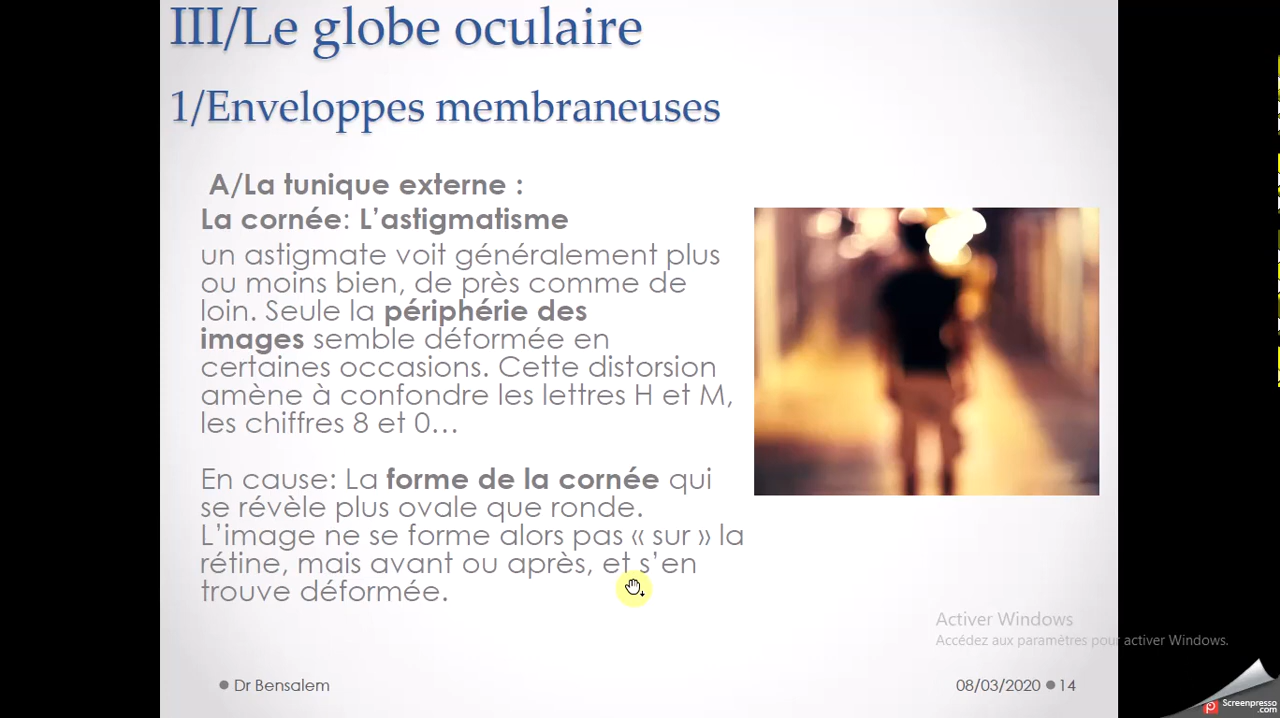 III/Le globe oculaire
1/Enveloppes membraneuses
A/La tunique externe :
La cornée: L’astigmatisme
un astigmate voit généralement plus
ou moins bien, de près comme de
loin. Seule la périphérie des
images semble déformée en
certaines occasions. Cette distorsion
amène à confondre les lettres H et M,
les chiffres 8 et 0…
En cause: La forme de la cornée qui
se révèle plus ovale que ronde.
L’image ne se forme alors pas « sur » la
rétine, mais avant ou après, et s’en
trouve déformée.
Activer Windows
Accédez aux paramètres pour activer Windows.
Dr Bensalem
08/03/2020
14
Screenpresso
.com